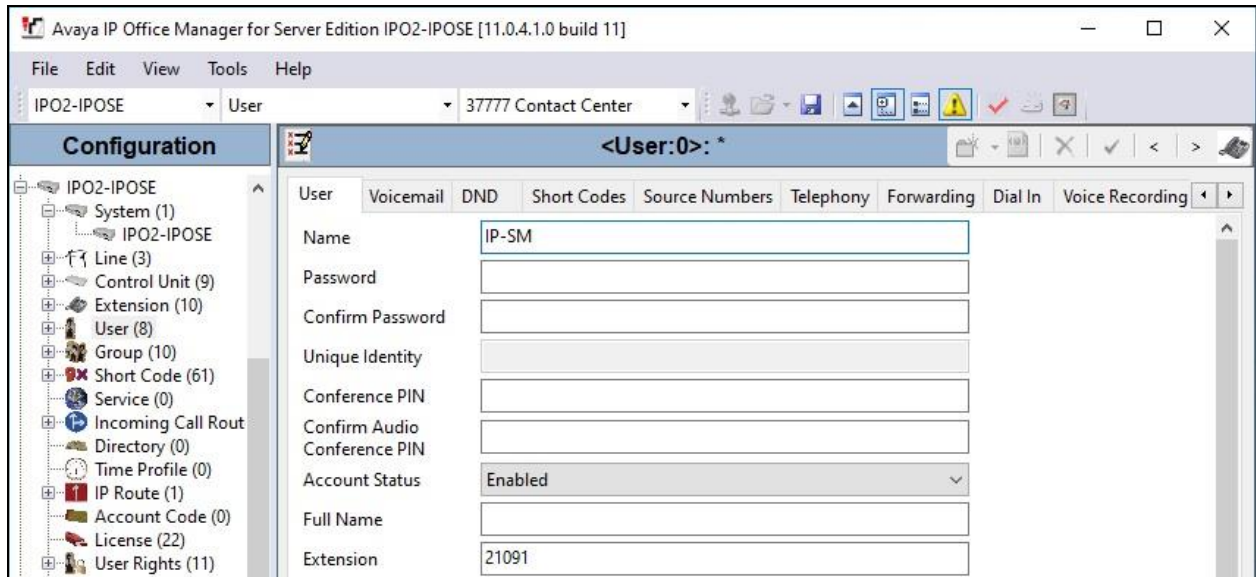 Avaya IP Office Manager for Server Edition IPO2-IPOSE [11.0.4.1.0 build 11]
File Edit View Tools Help
IPO2-IPOSE User 37777 Contact Center
Configuration
IPO2-IPOSE
System (1)
IPO2-IPOSE
Line (3)
Control Unit (9)
Extension (10)
User (8)
Group (10)
Short Code (61)
Service (0)
Incoming Call Rout
Directory (0)
Time Profile (0)
IP Route (1)
Account Code (0)
License (22)
User Rights (11)
<User:0>: *
User Voicemail DND Short Codes Source Numbers Telephony Forwarding Dial In Voice Recording
Name IP-SM
Password
Confirm Password
Unique Identity
Conference PIN
Confirm Audio
Conference PIN
Account Status Enabled
Full Name
Extension 21091